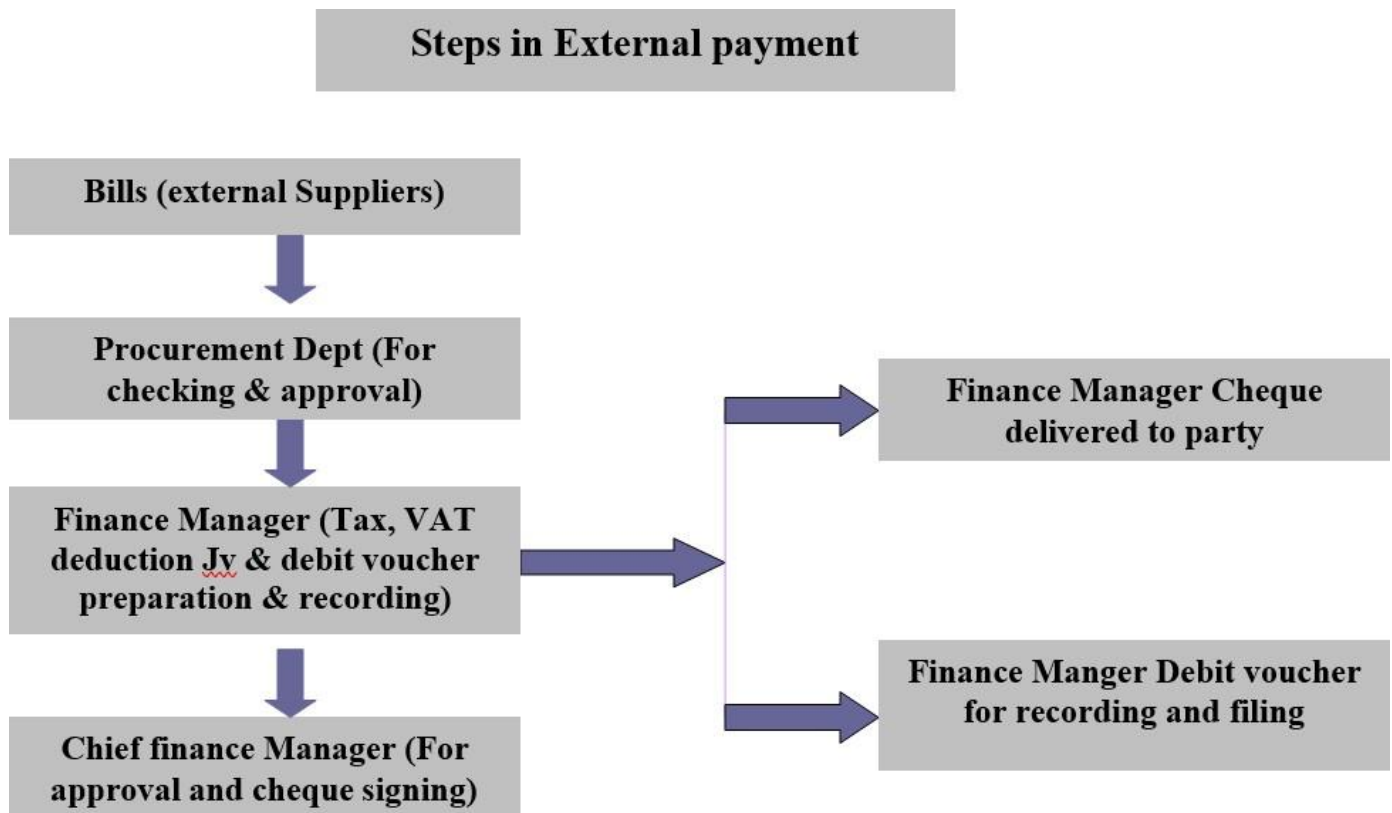 Steps in External payment
Bills (external Suppliers)
Procurement Dept (For
checking & approval)
Finance Manager (Tax, VAT
deduction Jv & debit voucher
preparation & recording)
Chief finance Manager (For
approval and cheque signing)
Finance Manager Cheque
delivered to party
Finance Manger Debit voucher
for recording and filing